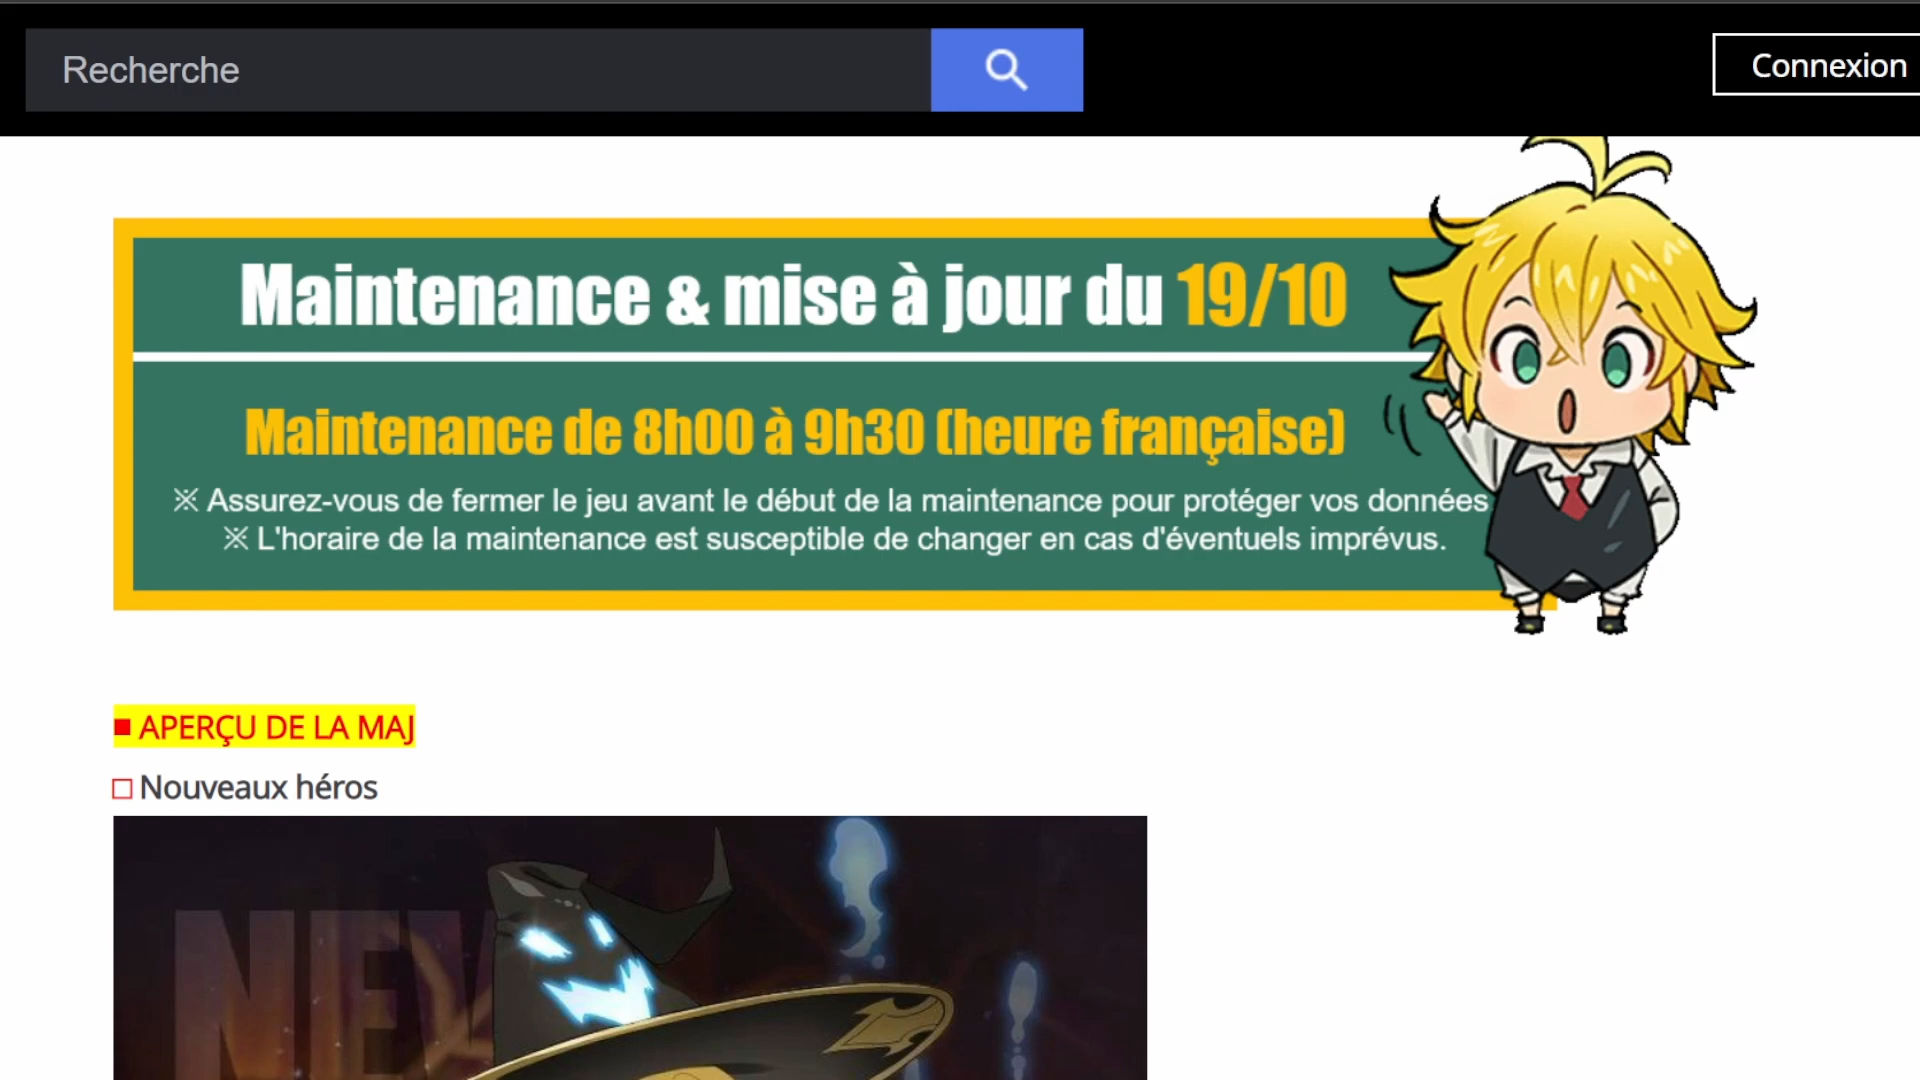 Recherche
Connexion
Maintenance & mise à jour du 19/10
Maintenance de 8h00 à 9h30 (heure française)
※ Assurez-vous de fermer le jeu avant le début de la maintenance pour protéger vos données
※ L'horaire de la maintenance est susceptible de changer en cas d'éventuels imprévus.
■ APERÇU DE LA MAJ
□ Nouveaux héros
NEW